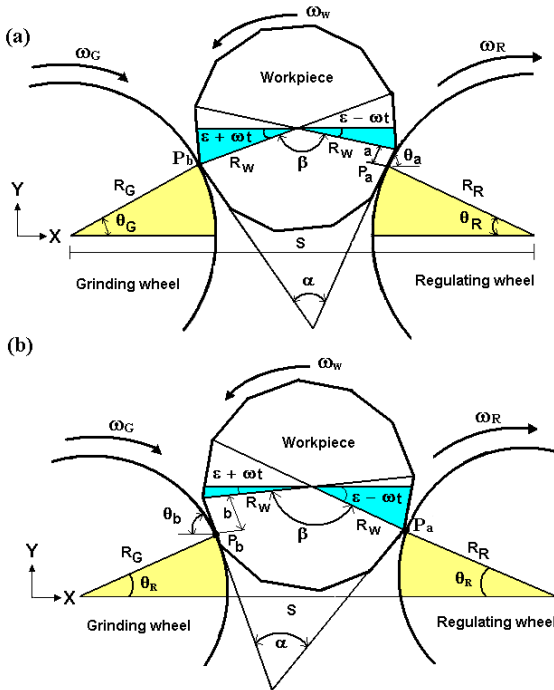 (a)
ωG
ωw
ωR
Workpiece
ε + ωt
ε – ωt
Pb
Rw
β
Rw
a
Pa
θa
RG
RR
Y
X
θG
θR
S
Grinding wheel
α
Regulating wheel
(b)
ωw
ωG
ωR
Workpiece
ε + ωt
ε – ωt
θb
b
Rw
Rw
Pa
Pb
β
RG
RR
Y
X
θR
θR
S
Grinding wheel
α
Regulating wheel